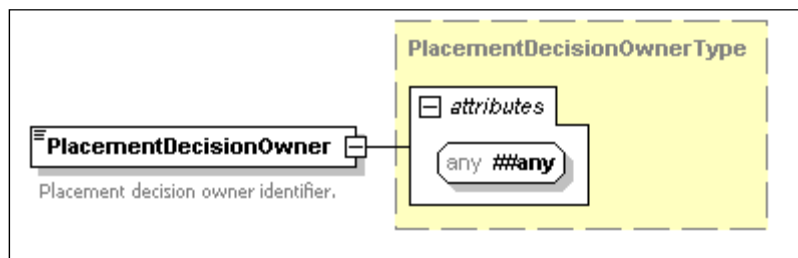 PlacementDecisionOwnerType
attributes
PlacementDecisionOwner
any ##any
Placement decision owner identifier.